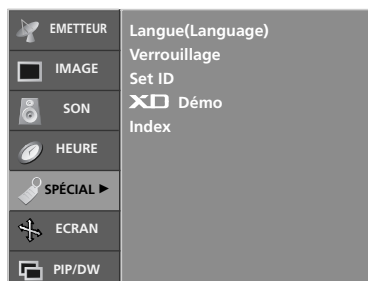 EMETTEUR
IMAGE
SON
HEURE
SPÉCIAL ►
ECRAN
PIP/DW
Langue(Language)
Verrouillage
Set ID
XD Démo
Index